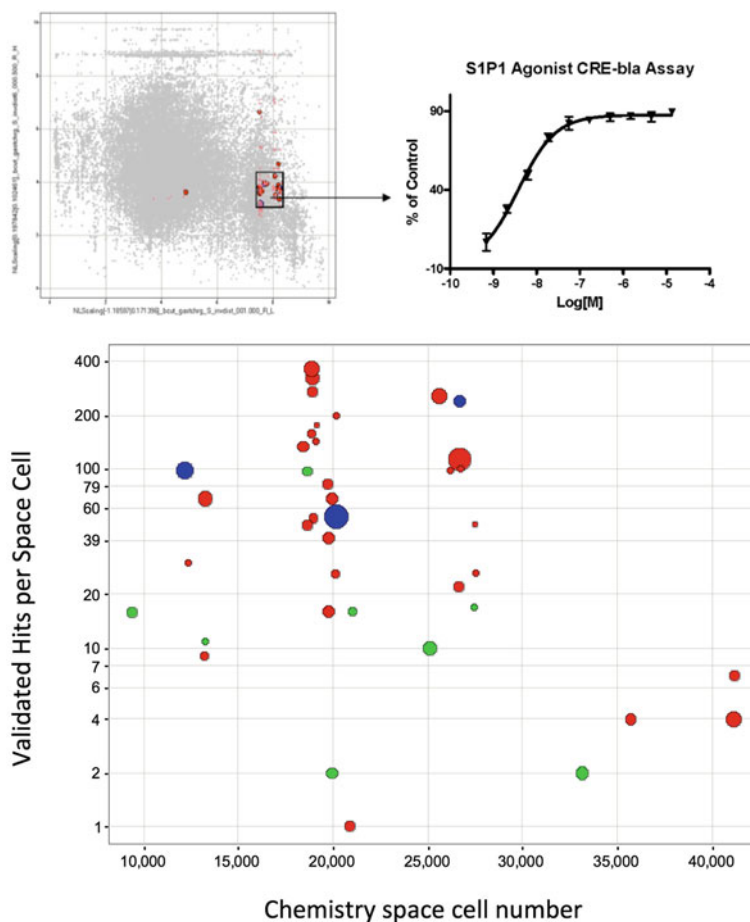 S1P1 Agonist CRE-bla Assay
% of Control
90
40
-10
-10 -9 -8 -7 -6 -5 -4
Log[M]
Validated Hits per Space Cell
400
200
100
79
60
39
20
10
7
6
4
2
1
10,000 15,000 20,000 25,000 30,000 35,000 40,000
Chemistry space cell number